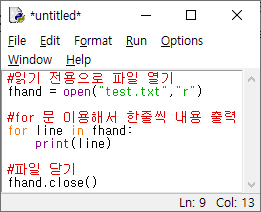 *untitled*
File Edit Format Run Options
Window Help
#읽기 전용으로 파일 열기
fhand = open("test.txt","r")
#for 문 이용해서 한줄씩 내용 출력
for line in fhand:
    print(line)
#파일 닫기
fhand.close()
Ln: 9 Col: 13